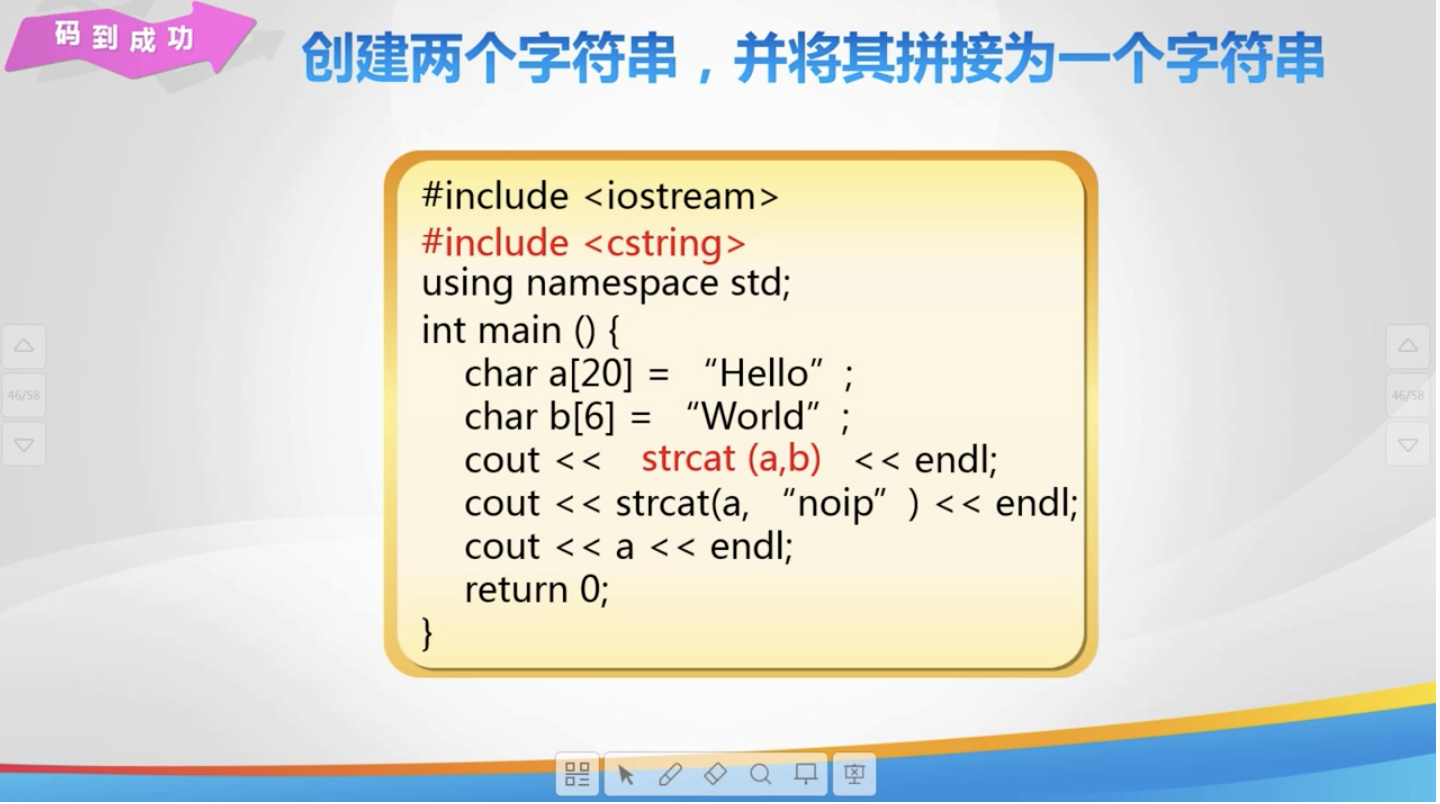 码到成功
创建两个字符串，并将其拼接为一个字符串
#include <iostream>
#include <cstring>
using namespace std;
int main () {
char a[20] = “Hello”;
char b[6] = “World”;
cout << strcat (a,b) << endl;
cout << strcat(a, “noip”) << endl;
cout << a << endl;
return 0;
}
46/58
46/58